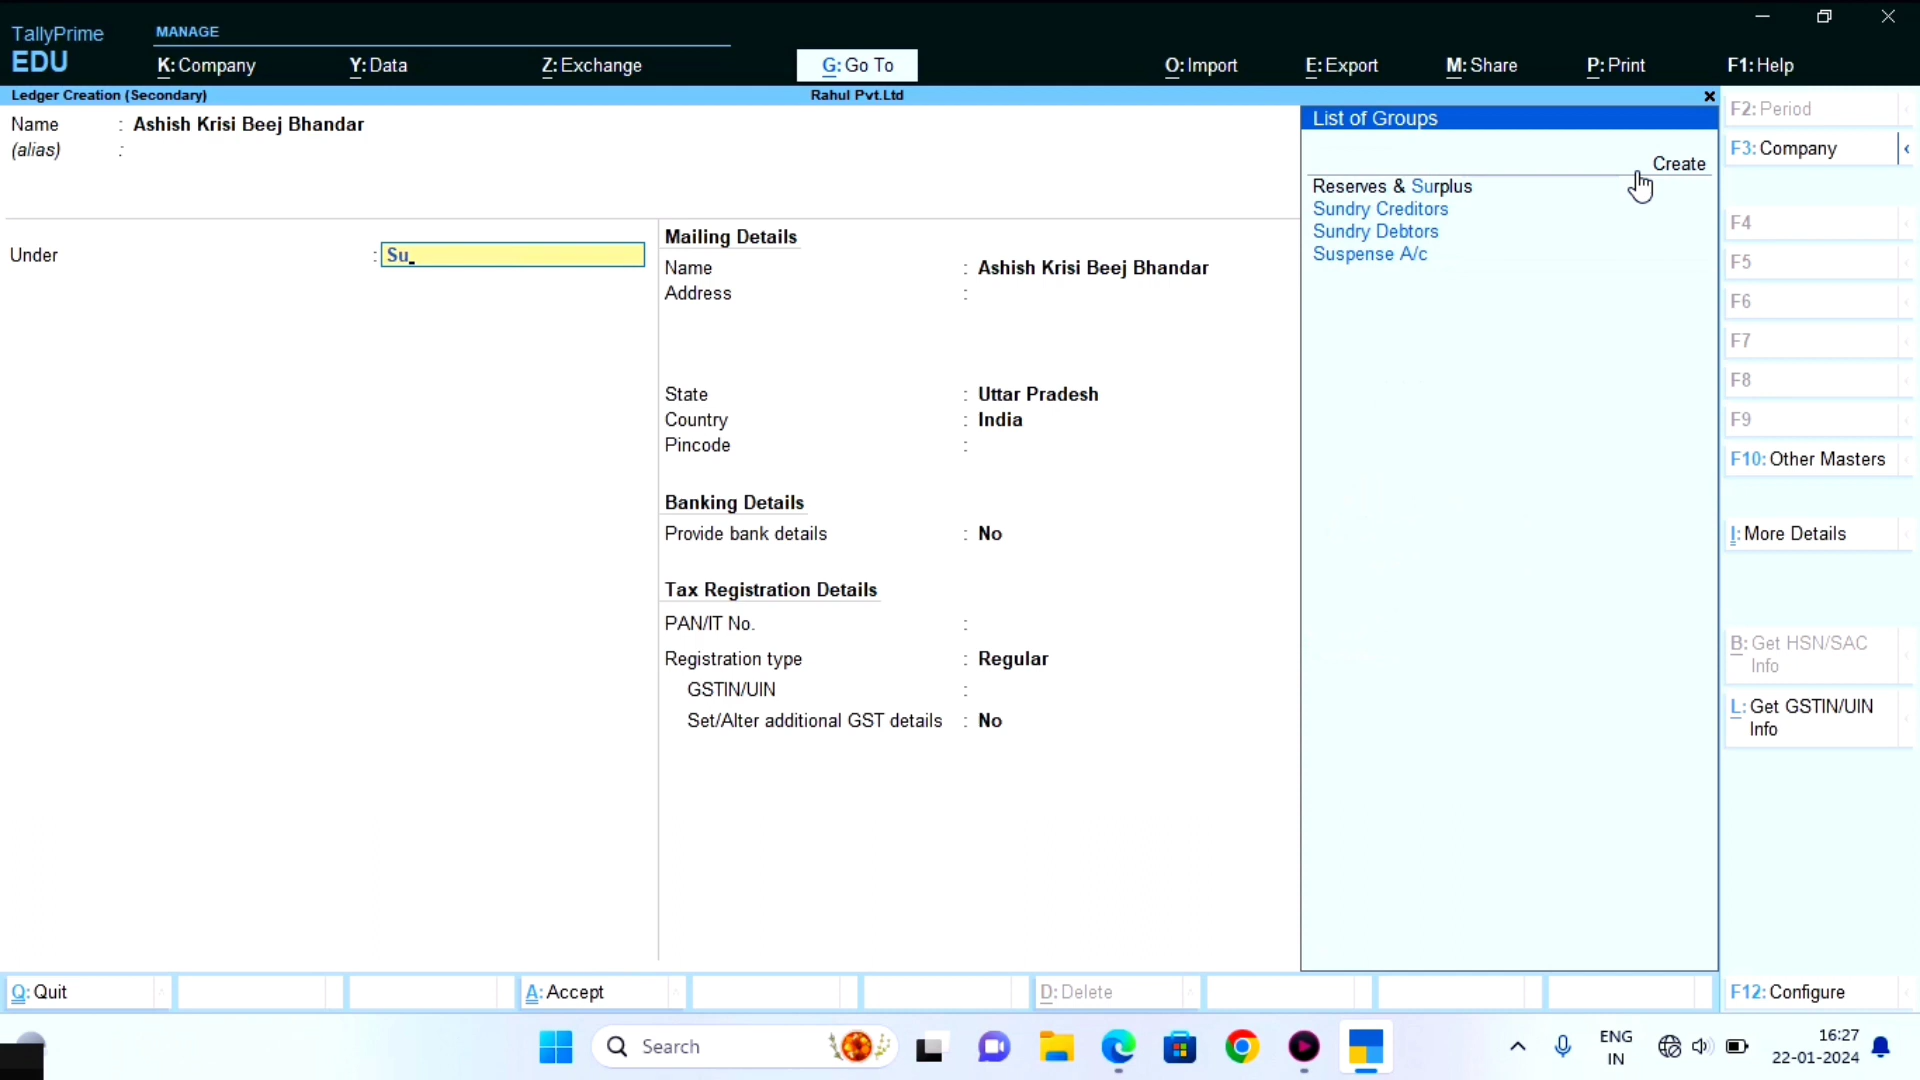 TallyPrime
EDU
MANAGE
K: Company
Y: Data
Z: Exchange
G: Go To
O: Import
E: Export
M: Share
P: Print
F1: Help
Ledger Creation (Secondary)
Rahul Pvt.Ltd
Name : Ashish Krisi Beej Bhandar
(alias) :
Under : Su
Mailing Details
Name : Ashish Krisi Beej Bhandar
Address :
State : Uttar Pradesh
Country : India
Pincode :
Banking Details
Provide bank details : No
Tax Registration Details
PAN/IT No. :
Registration type : Regular
GSTIN/UIN :
Set/Alter additional GST details : No
List of Groups
Create
Reserves & Surplus
Sundry Creditors
Sundry Debtors
Suspense A/c
F2: Period
F3: Company
F4
F5
F6
F7
F8
F9
F10: Other Masters
I: More Details
B: Get HSN/SAC
Info
L: Get GSTIN/UIN
Info
Q: Quit
A: Accept
D: Delete
F12: Configure
Search
ENG
IN
16:27
22-01-2024